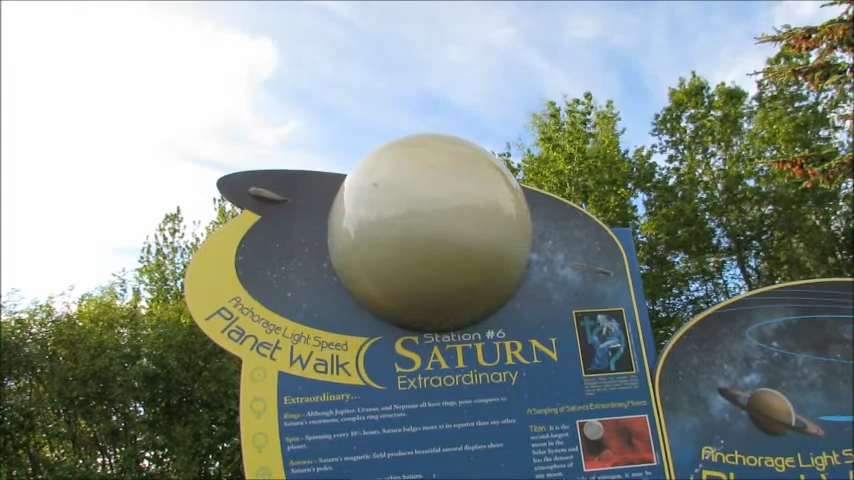 Anchorage Light Speed
Planet Walk
Station #6
SATURN
Extraordinary
Extraordinary...
Rings - Although Jupiter, Uranus, and Neptune all have rings, none compare to
Saturn's enormous, complex ring structure.
Spin - Spinning every 10½ hours, Saturn bulges more at its equator than any other
planet.
Aurora - Saturn's magnetic field produces beautiful auroral displays over
Saturn's poles.
A Sampling of Saturn's Extraordinary Moons
Titan is the
second largest
moon in the
Solar System and
has the densest
atmosphere of
any moon.
Anchorage Light S